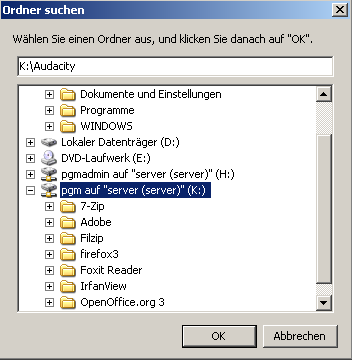 Ordner suchen
Wählen Sie einen Ordner aus, und klicken Sie danach auf "OK".
K:\Audacity
Dokumente und Einstellungen
Programme
WINDOWS
Lokaler Datenträger (D:)
DVD-Laufwerk (E:)
pgmadmin auf "server (server)" (H:)
pgm auf "server (server)" (K:)
7-Zip
Adobe
Filzip
firefox3
Foxit Reader
IrfanView
OpenOffice.org 3
OK
Abbrechen